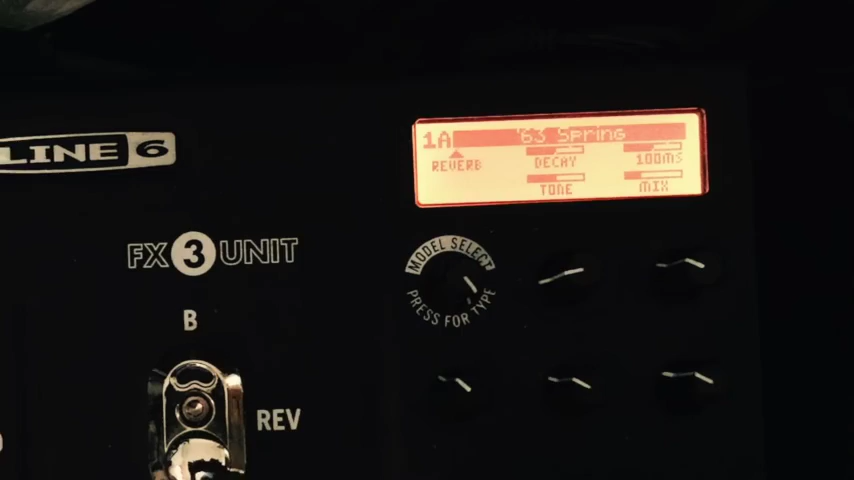 LINE 6
1A '63 Spring
REVERB DECAY 100MS
TONE MIX
FX 3 UNIT
MODEL SELECT
PRESS FOR TYPE
B
REV